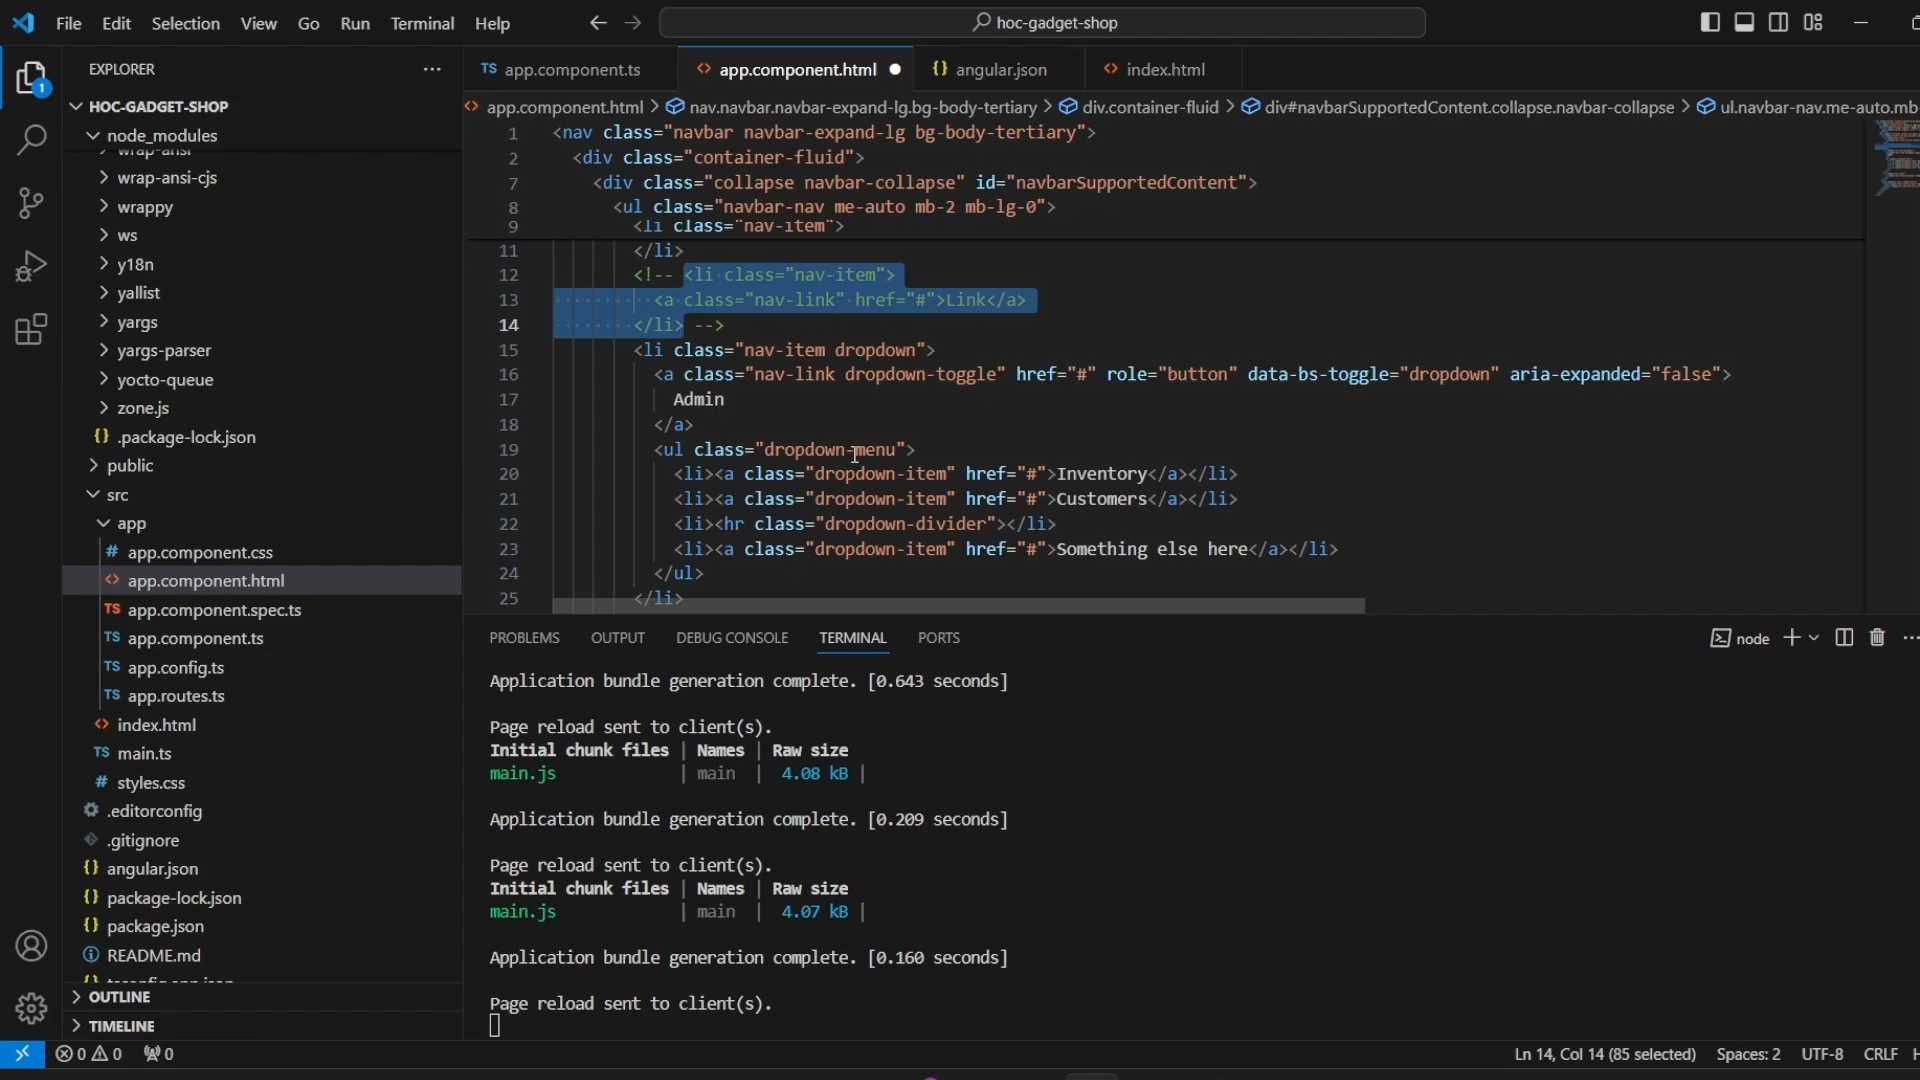 File Edit Selection View Go Run Terminal Help
hoc-gadget-shop
EXPLORER
HOC-GADGET-SHOP
node_modules
wrap-ansi
wrap-ansi-cjs
wrappy
ws
y18n
yallist
yargs
yargs-parser
yocto-queue
zone.js
{} .package-lock.json
public
src
app
# app.component.css
<> app.component.html
TS app.component.spec.ts
TS app.component.ts
TS app.config.ts
TS app.routes.ts
<> index.html
TS main.ts
# styles.css
.editorconfig
.gitignore
{} angular.json
{} package-lock.json
{} package.json
README.md
OUTLINE
TIMELINE
1
TS app.component.ts <> app.component.html {} angular.json <> index.html
<> app.component.html > nav.navbar.navbar-expand-lg.bg-body-tertiary > div.container-fluid > div#navbarSupportedContent.collapse.navbar-collapse > ul.navbar-nav.me-auto.mb-
1 <nav class="navbar navbar-expand-lg bg-body-tertiary">
2 <div class="container-fluid">
7 <div class="collapse navbar-collapse" id="navbarSupportedContent">
8 <ul class="navbar-nav me-auto mb-2 mb-lg-0">
9 <li class="nav-item">
11 </li>
12 <!-- <li class="nav-item">
13 <a class="nav-link" href="#">Link</a>
14 </li> -->
15 <li class="nav-item dropdown">
16 <a class="nav-link dropdown-toggle" href="#" role="button" data-bs-toggle="dropdown" aria-expanded="false">
17 Admin
18 </a>
19 <ul class="dropdown-menu">
20 <li><a class="dropdown-item" href="#">Inventory</a></li>
21 <li><a class="dropdown-item" href="#">Customers</a></li>
22 <li><hr class="dropdown-divider"></li>
23 <li><a class="dropdown-item" href="#">Something else here</a></li>
24 </ul>
25 </li>
PROBLEMS OUTPUT DEBUG CONSOLE TERMINAL PORTS
node
Application bundle generation complete. [0.643 seconds]
Page reload sent to client(s).
Initial chunk files | Names | Raw size
main.js | main | 4.08 kB |
Application bundle generation complete. [0.209 seconds]
Page reload sent to client(s).
Initial chunk files | Names | Raw size
main.js | main | 4.07 kB |
Application bundle generation complete. [0.160 seconds]
Page reload sent to client(s).
0 0 0
Ln 14, Col 14 (85 selected) Spaces: 2 UTF-8 CRLF